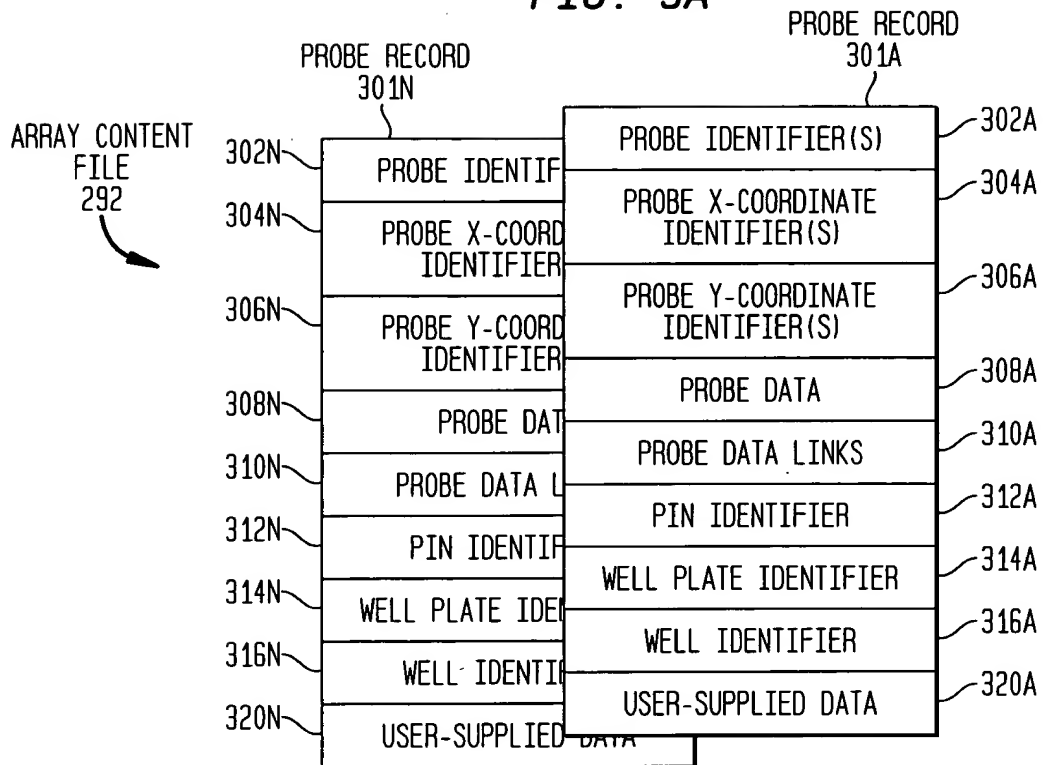 FIG. 3A
PROBE RECORD
301A
PROBE RECORD
301N
ARRAY CONTENT
FILE
292
302A
PROBE IDENTIFIER(S)
304A
PROBE X-COORDINATE
IDENTIFIER(S)
306A
PROBE Y-COORDINATE
IDENTIFIER(S)
308A
PROBE DATA
310A
PROBE DATA LINKS
312A
PIN IDENTIFIER
314A
WELL PLATE IDENTIFIER
316A
WELL IDENTIFIER
320A
USER-SUPPLIED DATA
302N
PROBE IDENTIF
304N
PROBE X-COORD
IDENTIFIER
306N
PROBE Y-COORD
IDENTIFIER
308N
PROBE DAT
310N
PROBE DATA L
312N
PIN IDENTIF
314N
WELL PLATE IDEN
316N
WELL IDENTIF
320N
USER-SUPPLIED DATA